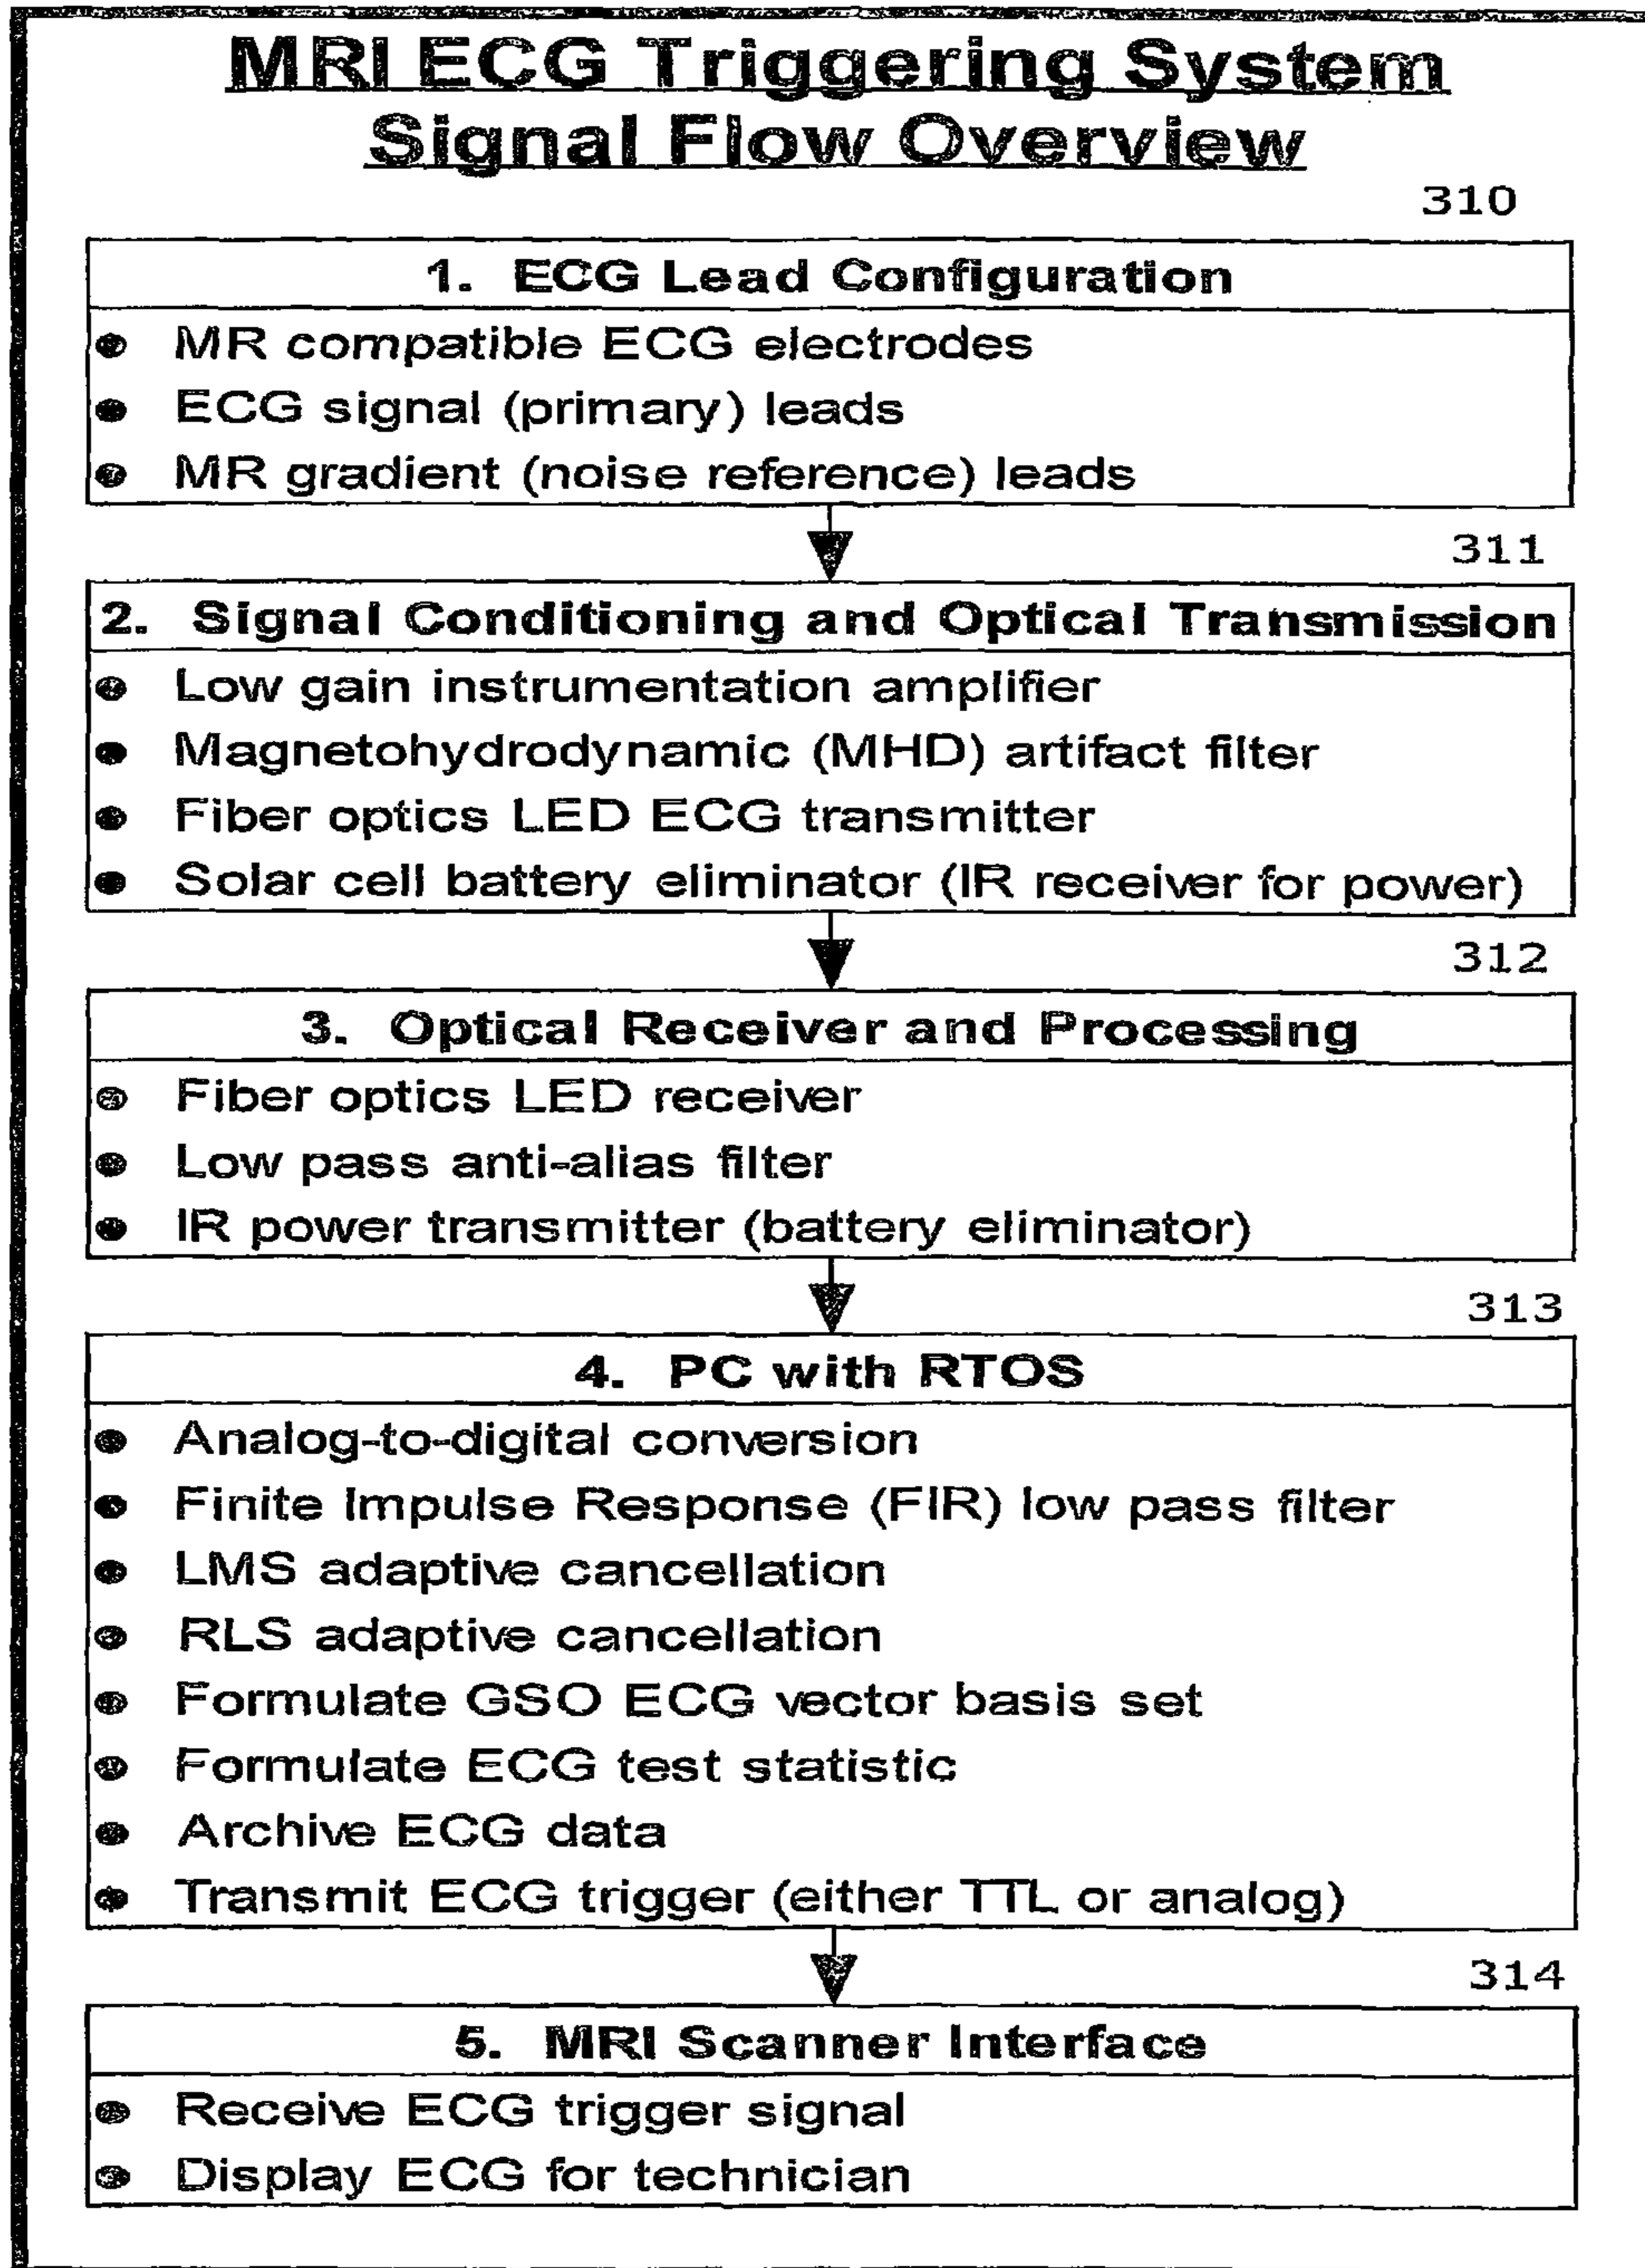 MRI ECG Triggering System
Signal Flow Overview
310
1. ECG Lead Configuration
• MR compatible ECG electrodes
• ECG signal (primary) leads
• MR gradient (noise reference) leads
311
2. Signal Conditioning and Optical Transmission
• Low gain instrumentation amplifier
• Magnetohydrodynamic (MHD) artifact filter
• Fiber optics LED ECG transmitter
• Solar cell battery eliminator (IR receiver for power)
312
3. Optical Receiver and Processing
• Fiber optics LED receiver
• Low pass anti-alias filter
• IR power transmitter (battery eliminator)
313
4. PC with RTOS
• Analog-to-digital conversion
• Finite Impulse Response (FIR) low pass filter
• LMS adaptive cancellation
• RLS adaptive cancellation
• Formulate GSO ECG vector basis set
• Formulate ECG test statistic
• Archive ECG data
• Transmit ECG trigger (either TTL or analog)
314
5. MRI Scanner Interface
• Receive ECG trigger signal
• Display ECG for technician